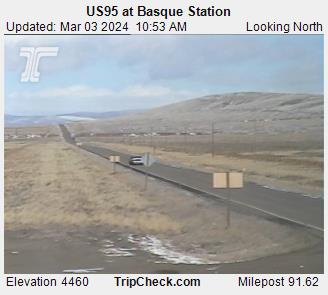 US95 at Basque Station
Updated: Mar 03 2024 10:53 AM Looking North
Elevation 4460 TripCheck.com Milepost 91.62